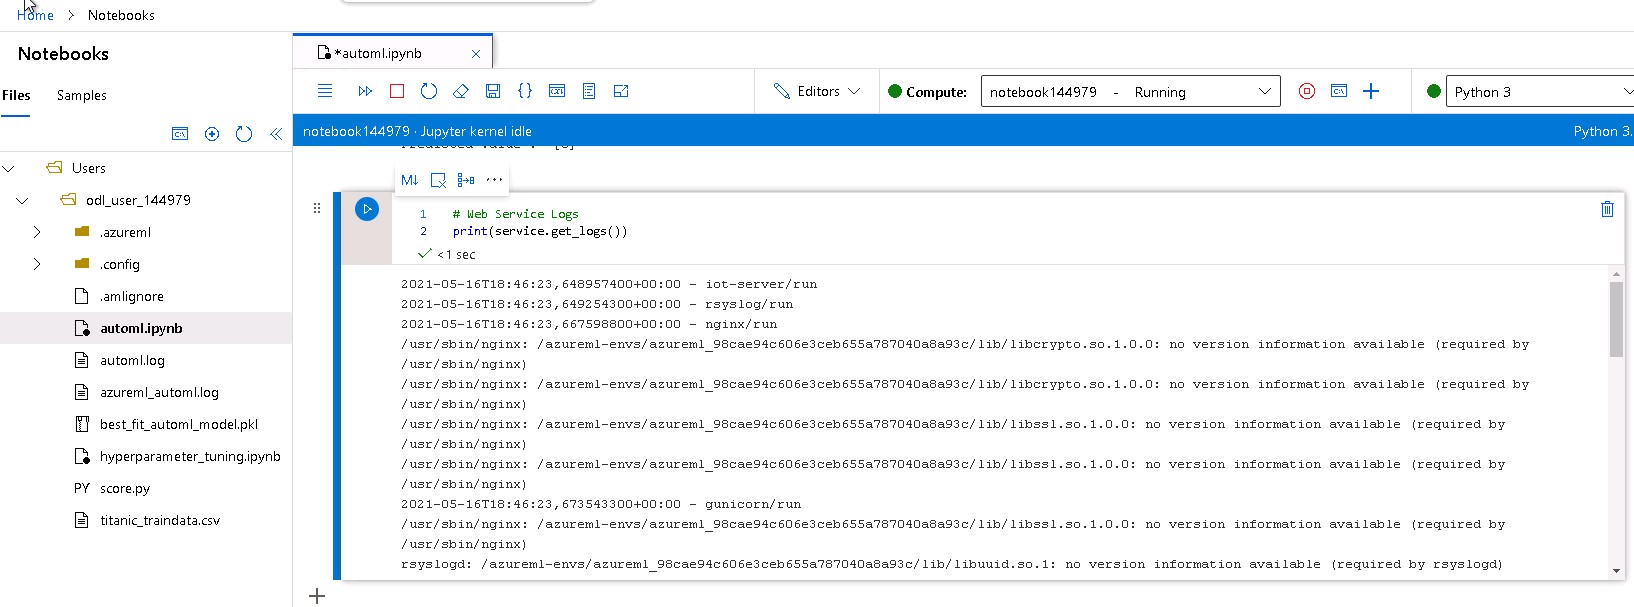 Home > Notebooks
Notebooks
Files Samples
Users
odl_user_144979
.azureml
.config
.amlignore
automl.ipynb
automl.log
azureml_automl.log
best_fit_automl_model.pkl
hyperparameter_tuning.ipynb
PY score.py
titanic_traindata.csv
*automl.ipynb
Editors
Compute: notebook144979 - Running
Python 3
notebook144979 · Jupyter kernel idle
Python 3.
M↓
1 # Web Service Logs
2 print(service.get_logs())
<1 sec
2021-05-16T18:46:23,648957400+00:00 - iot-server/run
2021-05-16T18:46:23,649254300+00:00 - rsyslog/run
2021-05-16T18:46:23,667598800+00:00 - nginx/run
/usr/sbin/nginx: /azureml-envs/azureml_98cae94c606e3ceb655a787040a8a93c/lib/libcrypto.so.1.0.0: no version information available (required by
/usr/sbin/nginx)
/usr/sbin/nginx: /azureml-envs/azureml_98cae94c606e3ceb655a787040a8a93c/lib/libcrypto.so.1.0.0: no version information available (required by
/usr/sbin/nginx)
/usr/sbin/nginx: /azureml-envs/azureml_98cae94c606e3ceb655a787040a8a93c/lib/libssl.so.1.0.0: no version information available (required by
/usr/sbin/nginx)
/usr/sbin/nginx: /azureml-envs/azureml_98cae94c606e3ceb655a787040a8a93c/lib/libssl.so.1.0.0: no version information available (required by
/usr/sbin/nginx)
2021-05-16T18:46:23,673543300+00:00 - gunicorn/run
/usr/sbin/nginx: /azureml-envs/azureml_98cae94c606e3ceb655a787040a8a93c/lib/libssl.so.1.0.0: no version information available (required by
/usr/sbin/nginx)
rsyslogd: /azureml-envs/azureml_98cae94c606e3ceb655a787040a8a93c/lib/libuuid.so.1: no version information available (required by rsyslogd)